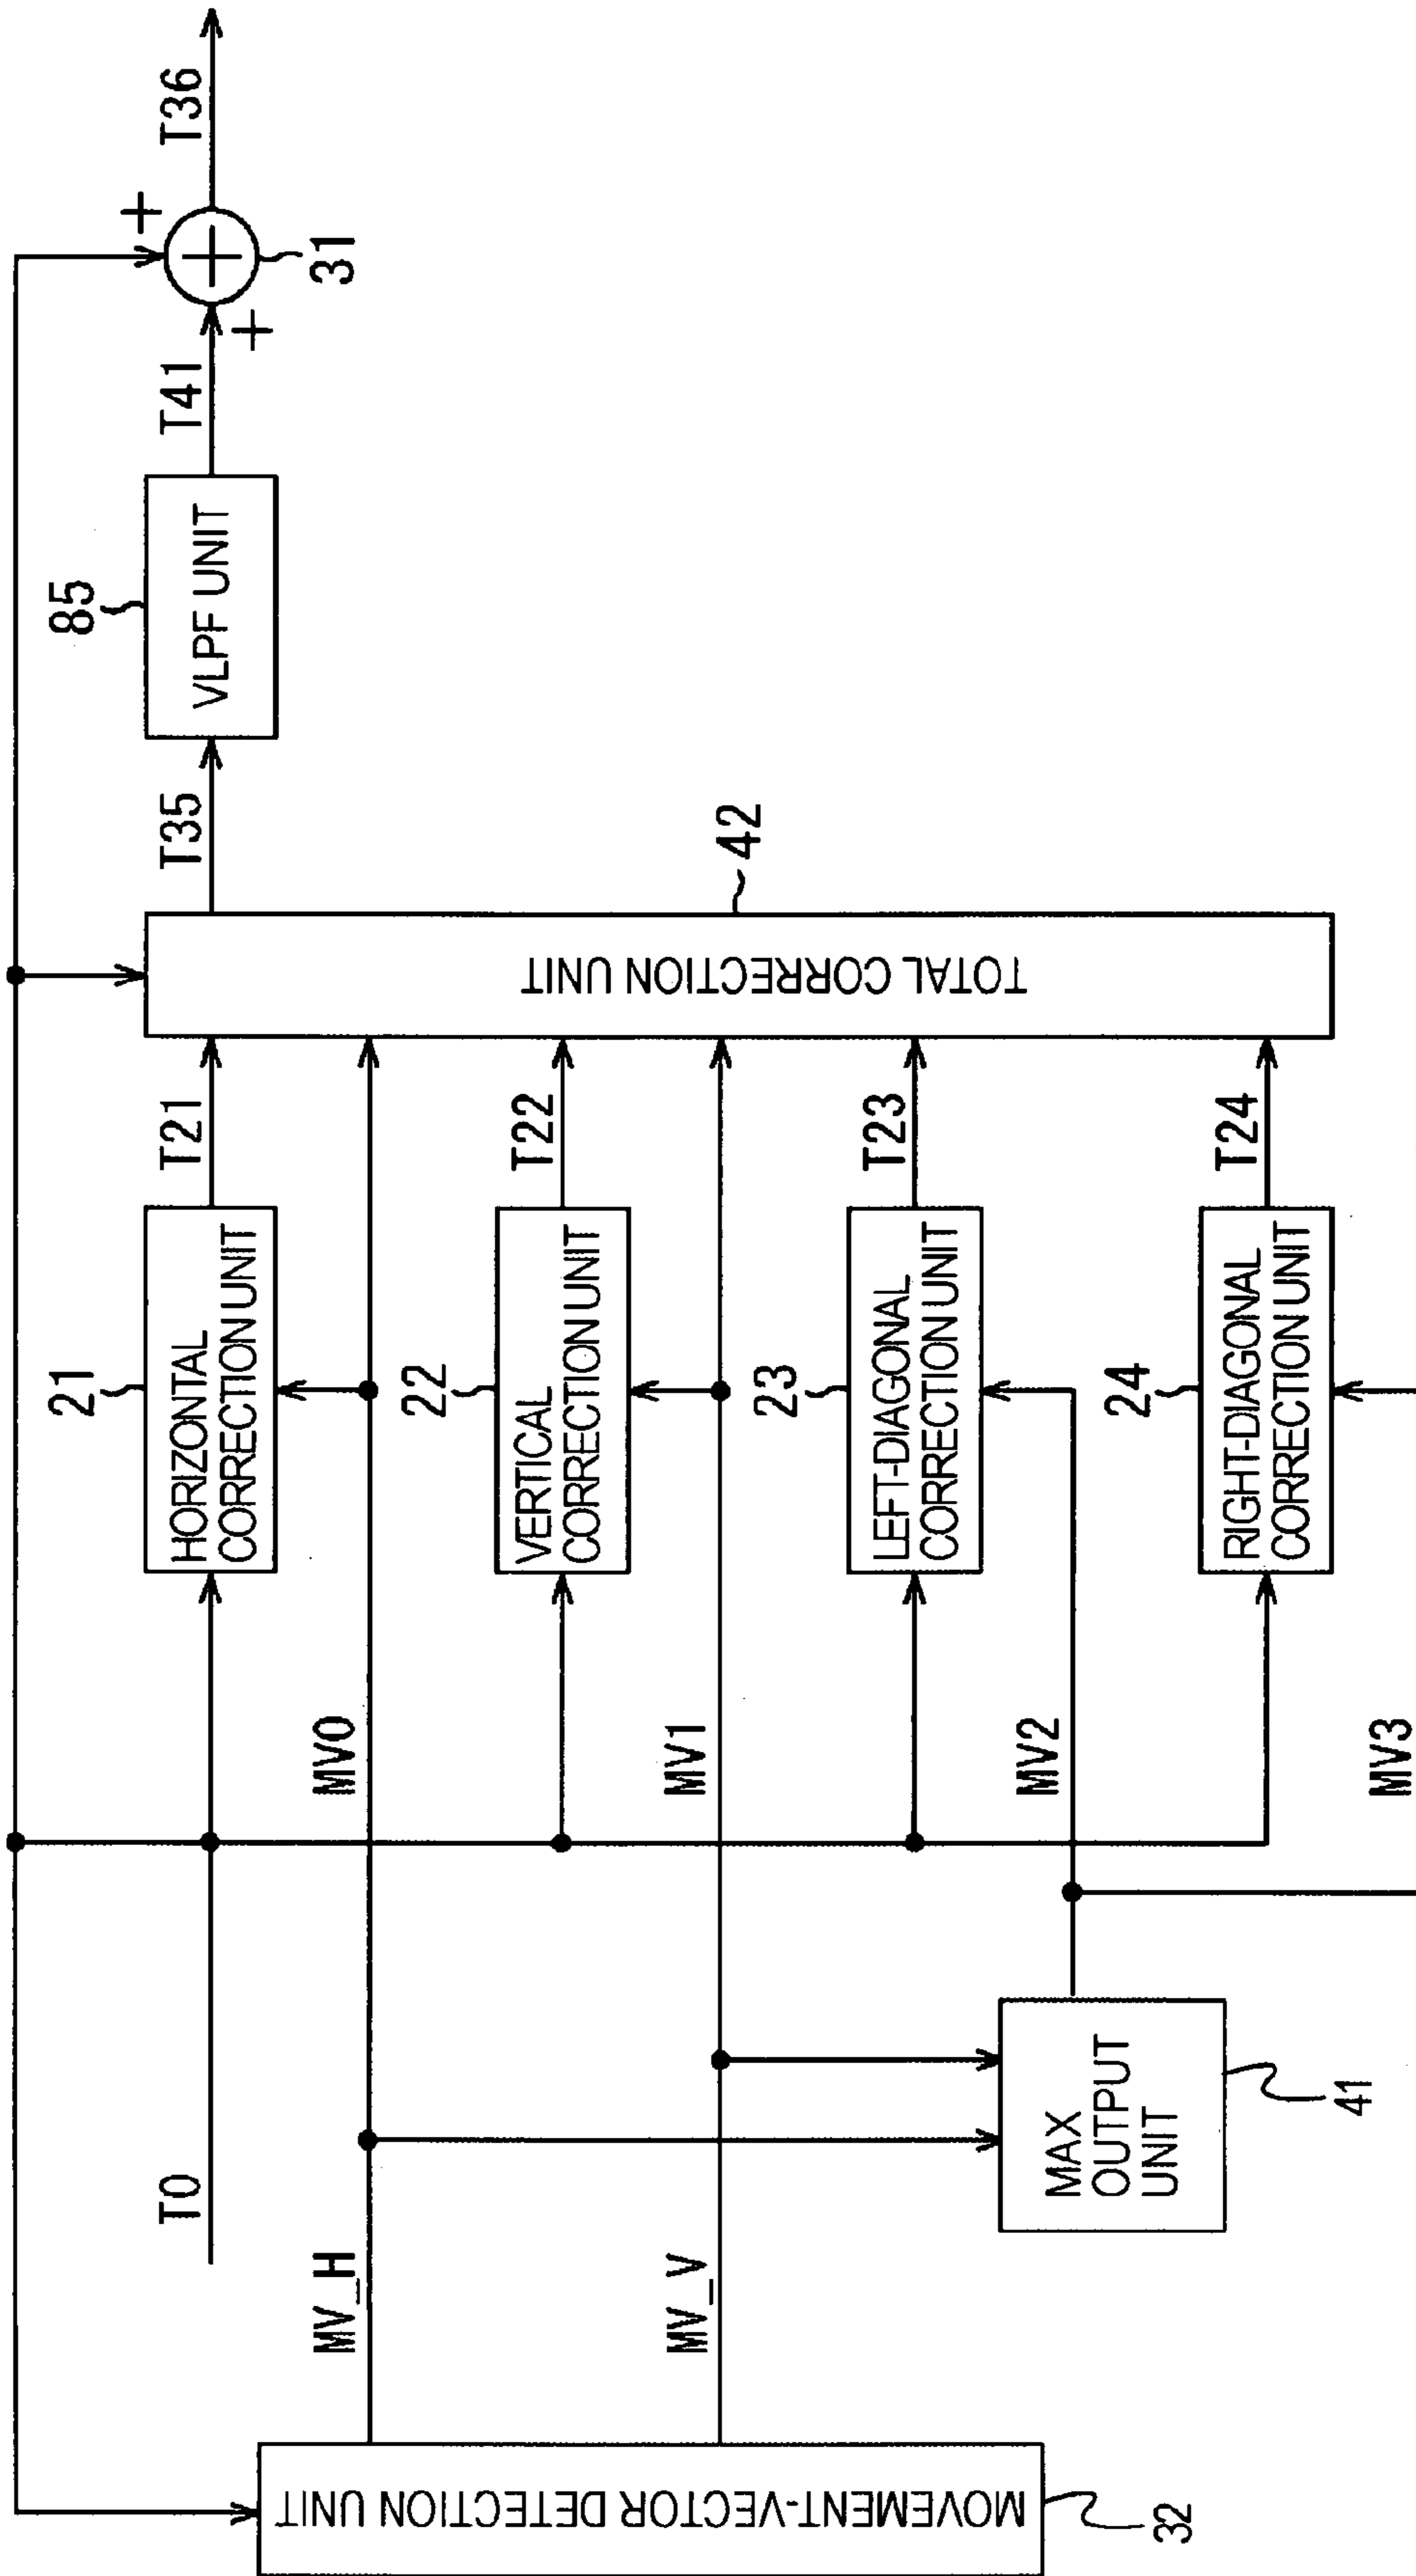 T0
MV_H
MV_V
MOVEMENT-VECTOR DETECTION UNIT
32
MAX
OUTPUT
UNIT
41
MV0
MV1
MV2
MV3
21
HORIZONTAL
CORRECTION UNIT
22
VERTICAL
CORRECTION UNIT
23
LEFT-DIAGONAL
CORRECTION UNIT
24
RIGHT-DIAGONAL
CORRECTION UNIT
T21
T22
T23
T24
TOTAL CORRECTION UNIT
42
T35
85
VLPF UNIT
T41
+
+
+
31
T36